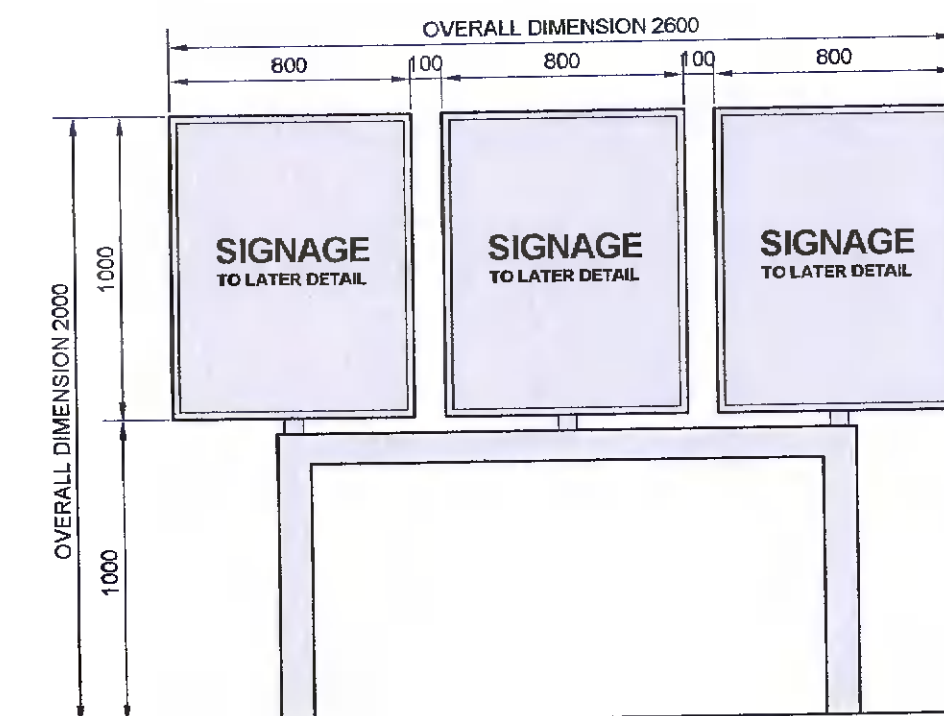 OVERALL DIMENSION 2600
800 100 800 100 800
OVERALL DIMENSION 2000
1000
1000
SIGNAGE
TO LATER DETAIL
SIGNAGE
TO LATER DETAIL
SIGNAGE
TO LATER DETAIL